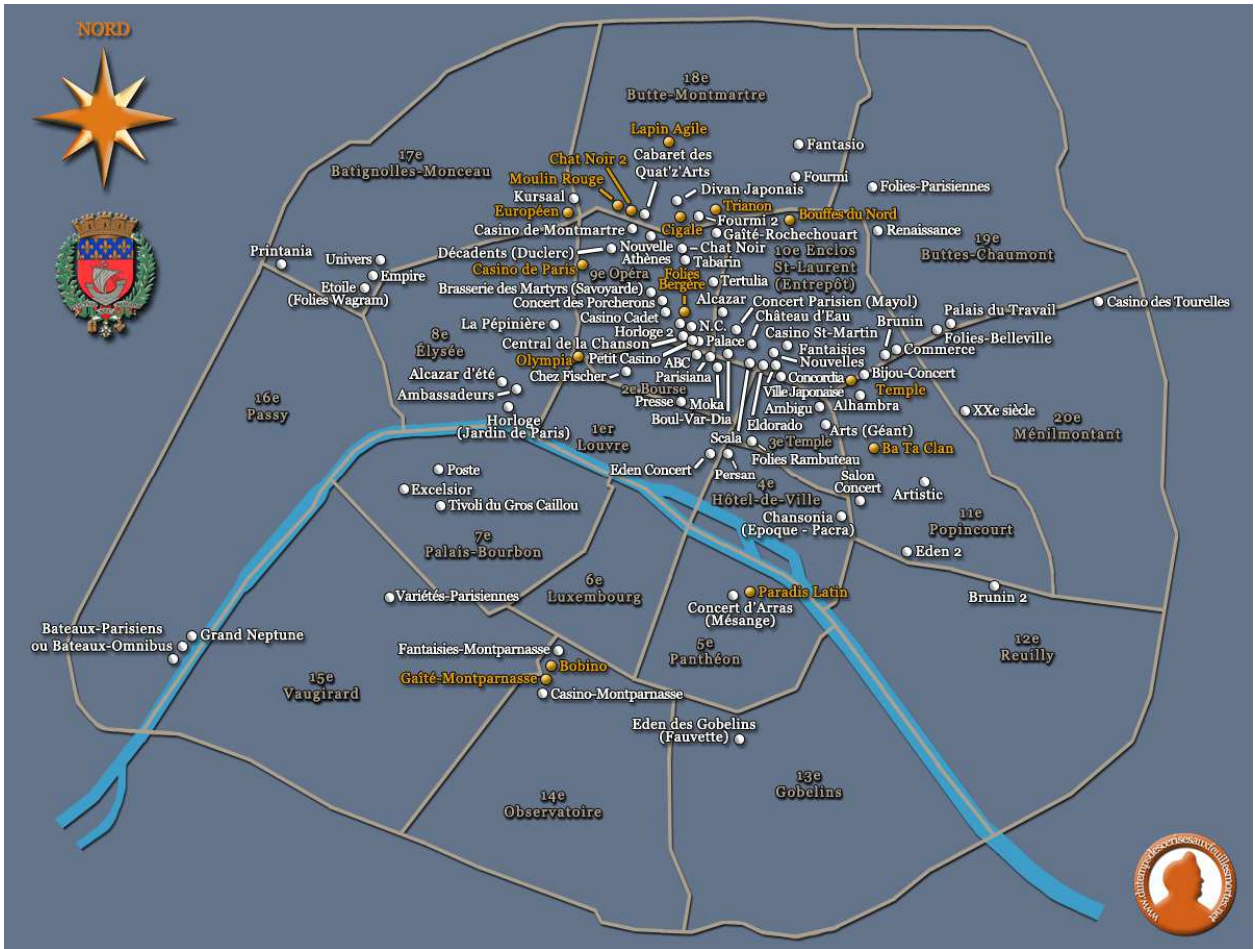 NORD
18e
Butte-Montmartre
Lapin Agile
Fantasio
17e
Batignolles-Monceau
Chat Noir 2
Cabaret des
Quat'z'Arts
Moulin Rouge
Divan Japonais
Fourmi
Folies-Parisiennes
Kursaal
Européen
Trianon
Fourmi 2
Bouffes du Nord
Casino de Montmartre
Cigale
Gaîté-Rochechouart
Renaissance
19e
Buttes-Chaumont
Printania
Univers
Décadents (Duclerc)
Nouvelle
Athènes
Chat Noir
Tabarin
10e Enclos
St-Laurent
(Entrepôt)
Empire
Casino de Paris
9e Opéra
Folies
Bergère
Tertulia
Etoile
(Folies Wagram)
Brasserie des Martyrs (Savoyarde)
Concert des Porcherons
Casino Cadet
Alcazar
Concert Parisien (Mayol)
Château d'Eau
Casino St-Martin
Palais du Travail
Casino des Tourelles
La Pépinière
Horloge 2
N.C.
Brunin
Folies-Belleville
8e
Élysée
Central de la Chanson
Palace
Fantaisies
Nouvelles
Commerce
Olympia
Petit Casino
ABC
Parisiana
Concordia
Bijou-Concert
Temple
Alcazar d'été
Chez Fischer
2e Bourse
Ville Japonaise
Ambassadeurs
Presse
Moka
Boul-Var-Dia
Ambigu
Alhambra
XXe siècle
16e
Passy
Horloge
(Jardin de Paris)
1er
Louvre
Eldorado
Arts (Géant)
20e
Ménilmontant
Scala
3e Temple
Folies Rambuteau
Ba Ta Clan
Poste
Eden Concert
Persan
Salon
Concert
Excelsior
4e
Hôtel-de-Ville
Artistic
Tivoli du Gros Caillou
Chansonia
(Epoque - Pacra)
11e
Popincourt
7e
Palais-Bourbon
Eden 2
6e
Luxembourg
Paradis Latin
Brunin 2
Variétés-Parisiennes
Concert d'Arras
(Mésange)
Bateaux-Parisiens
ou Bateaux-Omnibus
Grand Neptune
5e
Panthéon
12e
Reuilly
Fantaisies-Montparnasse
Bobino
15e
Vaugirard
Gaîté-Montparnasse
Casino-Montparnasse
Eden des Gobelins
(Fauvette)
13e
Gobelins
14e
Observatoire
www.dutempsdescerisesauxfeuillesmortes.net